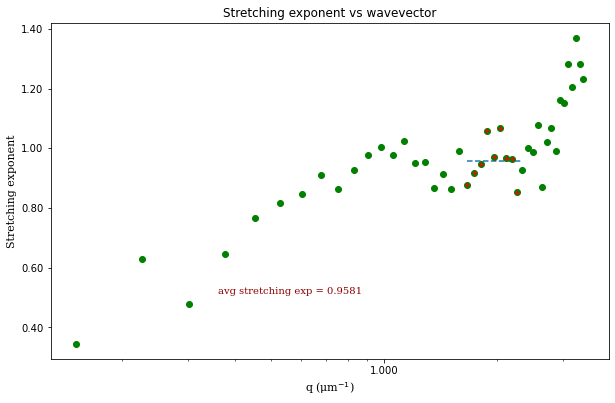 Stretching exponent vs wavevector
Stretching exponent
1.40
1.20
1.00
0.80
0.60
0.40
avg stretching exp = 0.9581
1.000
q (μm⁻¹)